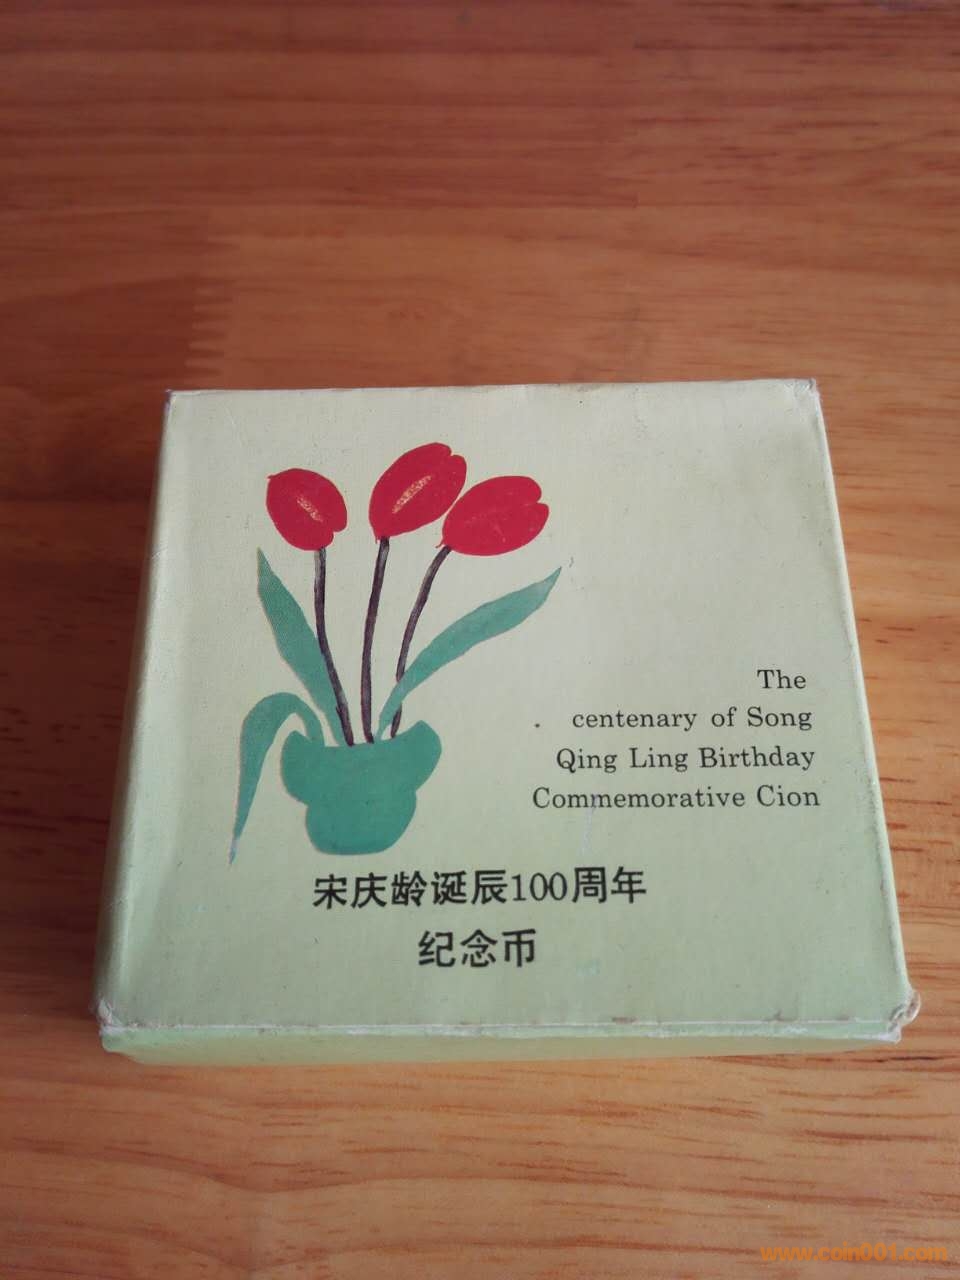 The
centenary of Song
Qing Ling Birthday
Commemorative Cion
宋庆龄诞辰100周年
纪念币
www.coin001.com